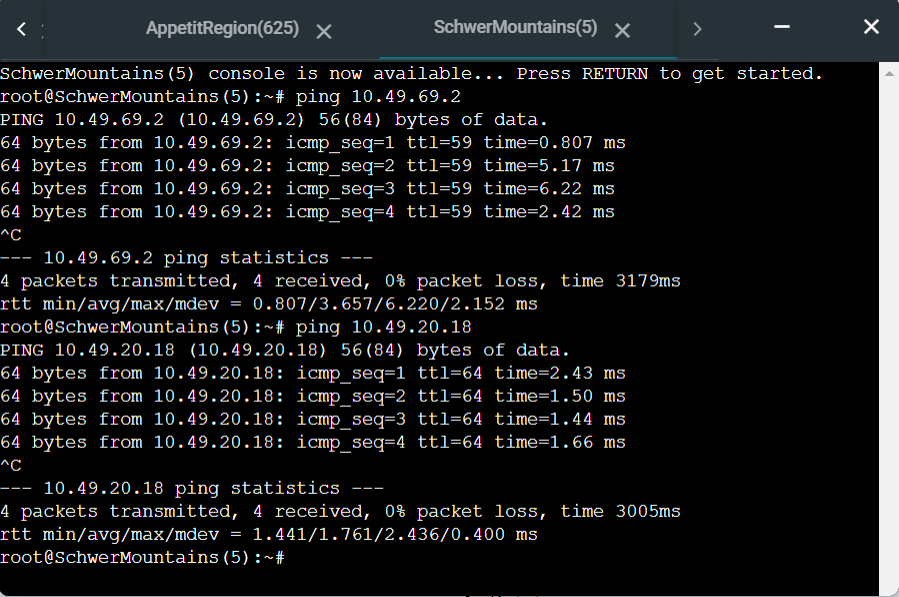 AppetitRegion(625)
SchwerMountains(5)
SchwerMountains(5) console is now available... Press RETURN to get started.
root@SchwerMountains(5):~# ping 10.49.69.2
PING 10.49.69.2 (10.49.69.2) 56(84) bytes of data.
64 bytes from 10.49.69.2: icmp_seq=1 ttl=59 time=0.807 ms
64 bytes from 10.49.69.2: icmp_seq=2 ttl=59 time=5.17 ms
64 bytes from 10.49.69.2: icmp_seq=3 ttl=59 time=6.22 ms
64 bytes from 10.49.69.2: icmp_seq=4 ttl=59 time=2.42 ms
^C
--- 10.49.69.2 ping statistics ---
4 packets transmitted, 4 received, 0% packet loss, time 3179ms
rtt min/avg/max/mdev = 0.807/3.657/6.220/2.152 ms
root@SchwerMountains(5):~# ping 10.49.20.18
PING 10.49.20.18 (10.49.20.18) 56(84) bytes of data.
64 bytes from 10.49.20.18: icmp_seq=1 ttl=64 time=2.43 ms
64 bytes from 10.49.20.18: icmp_seq=2 ttl=64 time=1.50 ms
64 bytes from 10.49.20.18: icmp_seq=3 ttl=64 time=1.44 ms
64 bytes from 10.49.20.18: icmp_seq=4 ttl=64 time=1.66 ms
^C
--- 10.49.20.18 ping statistics ---
4 packets transmitted, 4 received, 0% packet loss, time 3005ms
rtt min/avg/max/mdev = 1.441/1.761/2.436/0.400 ms
root@SchwerMountains(5):~#